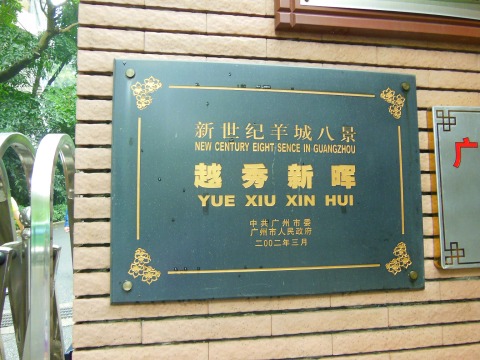 新世纪羊城八景
NEW CENTURY EIGHT SENCE IN GUANGZHOU
越秀新晖
YUE XIU XIN HUI
中共广州市委
广州市人民政府
二〇〇二年三月
广